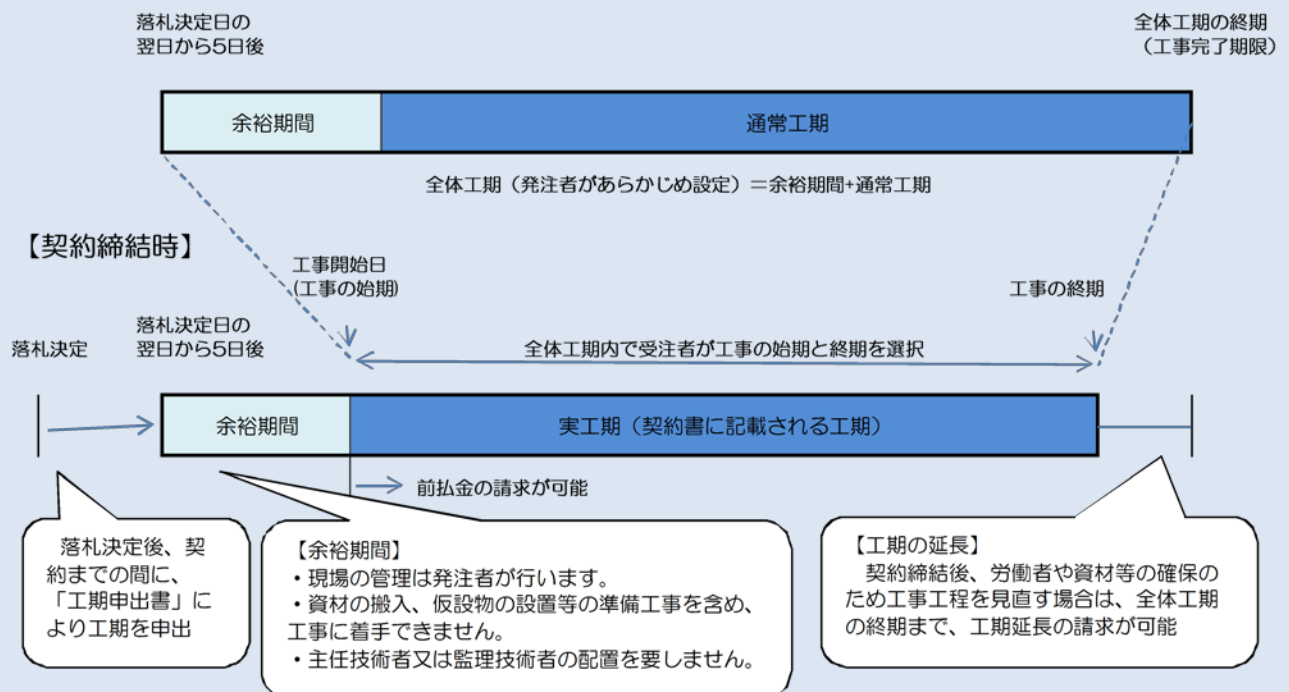 落札決定日の
翌日から5日後
全体工期の終期
（工事完了期限）
余裕期間
通常工期
全体工期（発注者があらかじめ設定）＝余裕期間+通常工期
【契約締結時】
工事開始日
(工事の始期)
工事の終期
落札決定
落札決定日の
翌日から5日後
全体工期内で受注者が工事の始期と終期を選択
余裕期間
実工期（契約書に記載される工期）
前払金の請求が可能
落札決定後、契
約までの間に、
「工期申出書」に
より工期を申出
【余裕期間】
・現場の管理は発注者が行います。
・資材の搬入、仮設物の設置等の準備工事を含め、
工事に着手できません。
・主任技術者又は監理技術者の配置を要しません。
【工期の延長】
契約締結後、労働者や資材等の確保の
ため工事工程を見直す場合は、全体工期
の終期まで、工期延長の請求が可能